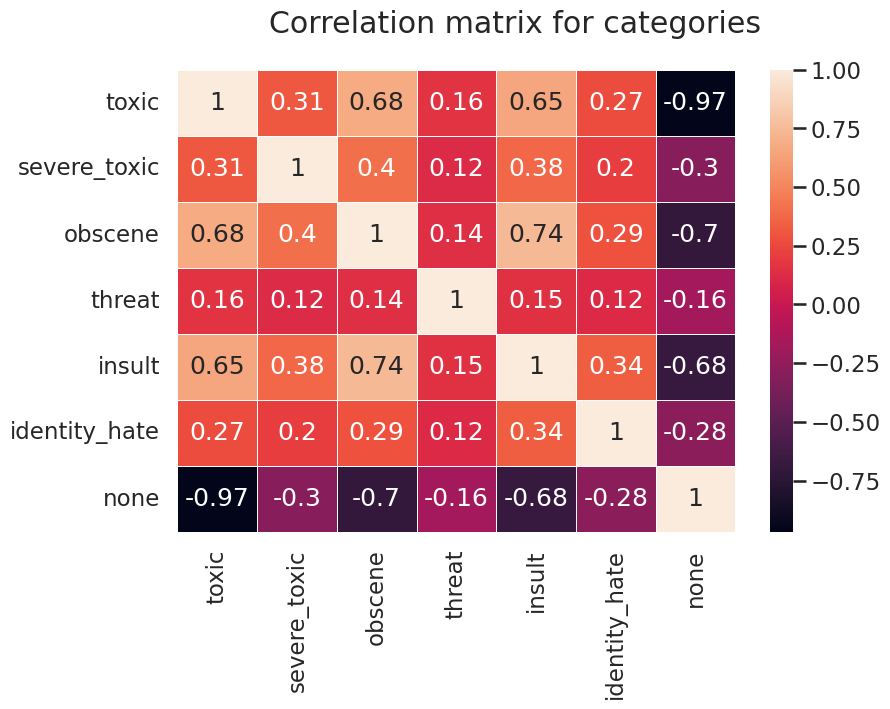 Correlation matrix for categories
toxic 1 0.31 0.68 0.16 0.65 0.27 -0.97
severe_toxic 0.31 1 0.4 0.12 0.38 0.2 -0.3
obscene 0.68 0.4 1 0.14 0.74 0.29 -0.7
threat 0.16 0.12 0.14 1 0.15 0.12 -0.16
insult 0.65 0.38 0.74 0.15 1 0.34 -0.68
identity_hate 0.27 0.2 0.29 0.12 0.34 1 -0.28
none -0.97 -0.3 -0.7 -0.16 -0.68 -0.28 1
toxic
severe_toxic
obscene
threat
insult
identity_hate
none
1.00
0.75
0.50
0.25
0.00
−0.25
−0.50
−0.75